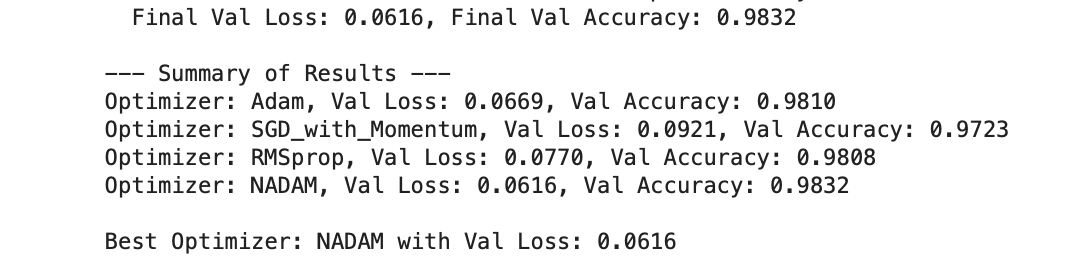 Final Val Loss: 0.0616, Final Val Accuracy: 0.9832
--- Summary of Results ---
Optimizer: Adam, Val Loss: 0.0669, Val Accuracy: 0.9810
Optimizer: SGD_with_Momentum, Val Loss: 0.0921, Val Accuracy: 0.9723
Optimizer: RMSprop, Val Loss: 0.0770, Val Accuracy: 0.9808
Optimizer: NADAM, Val Loss: 0.0616, Val Accuracy: 0.9832
Best Optimizer: NADAM with Val Loss: 0.0616